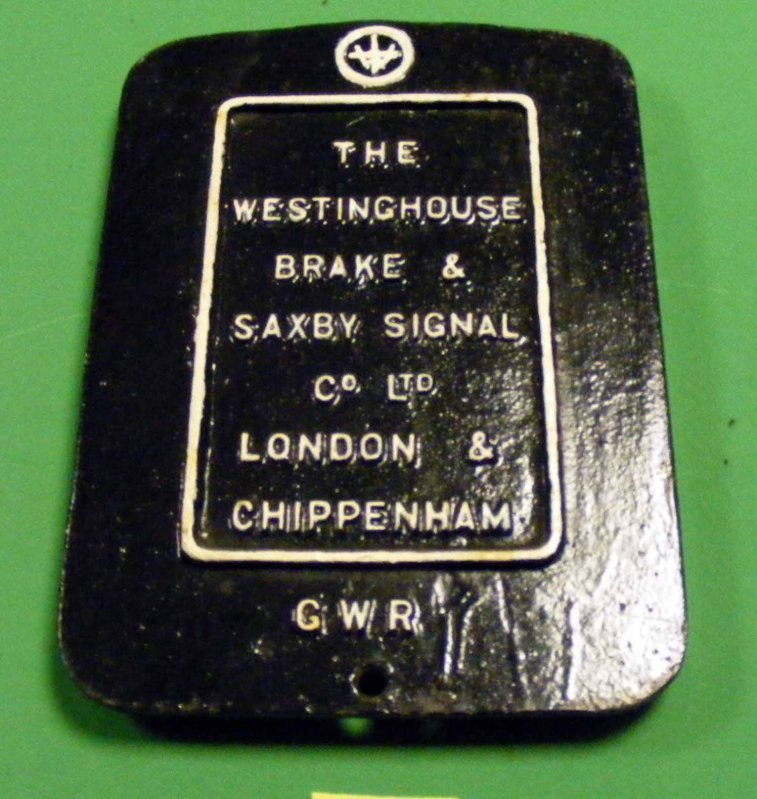 THE
WESTINGHOUSE
BRAKE &
SAXBY SIGNAL
Cº LTD
LONDON &
CHIPPENHAM
GWR